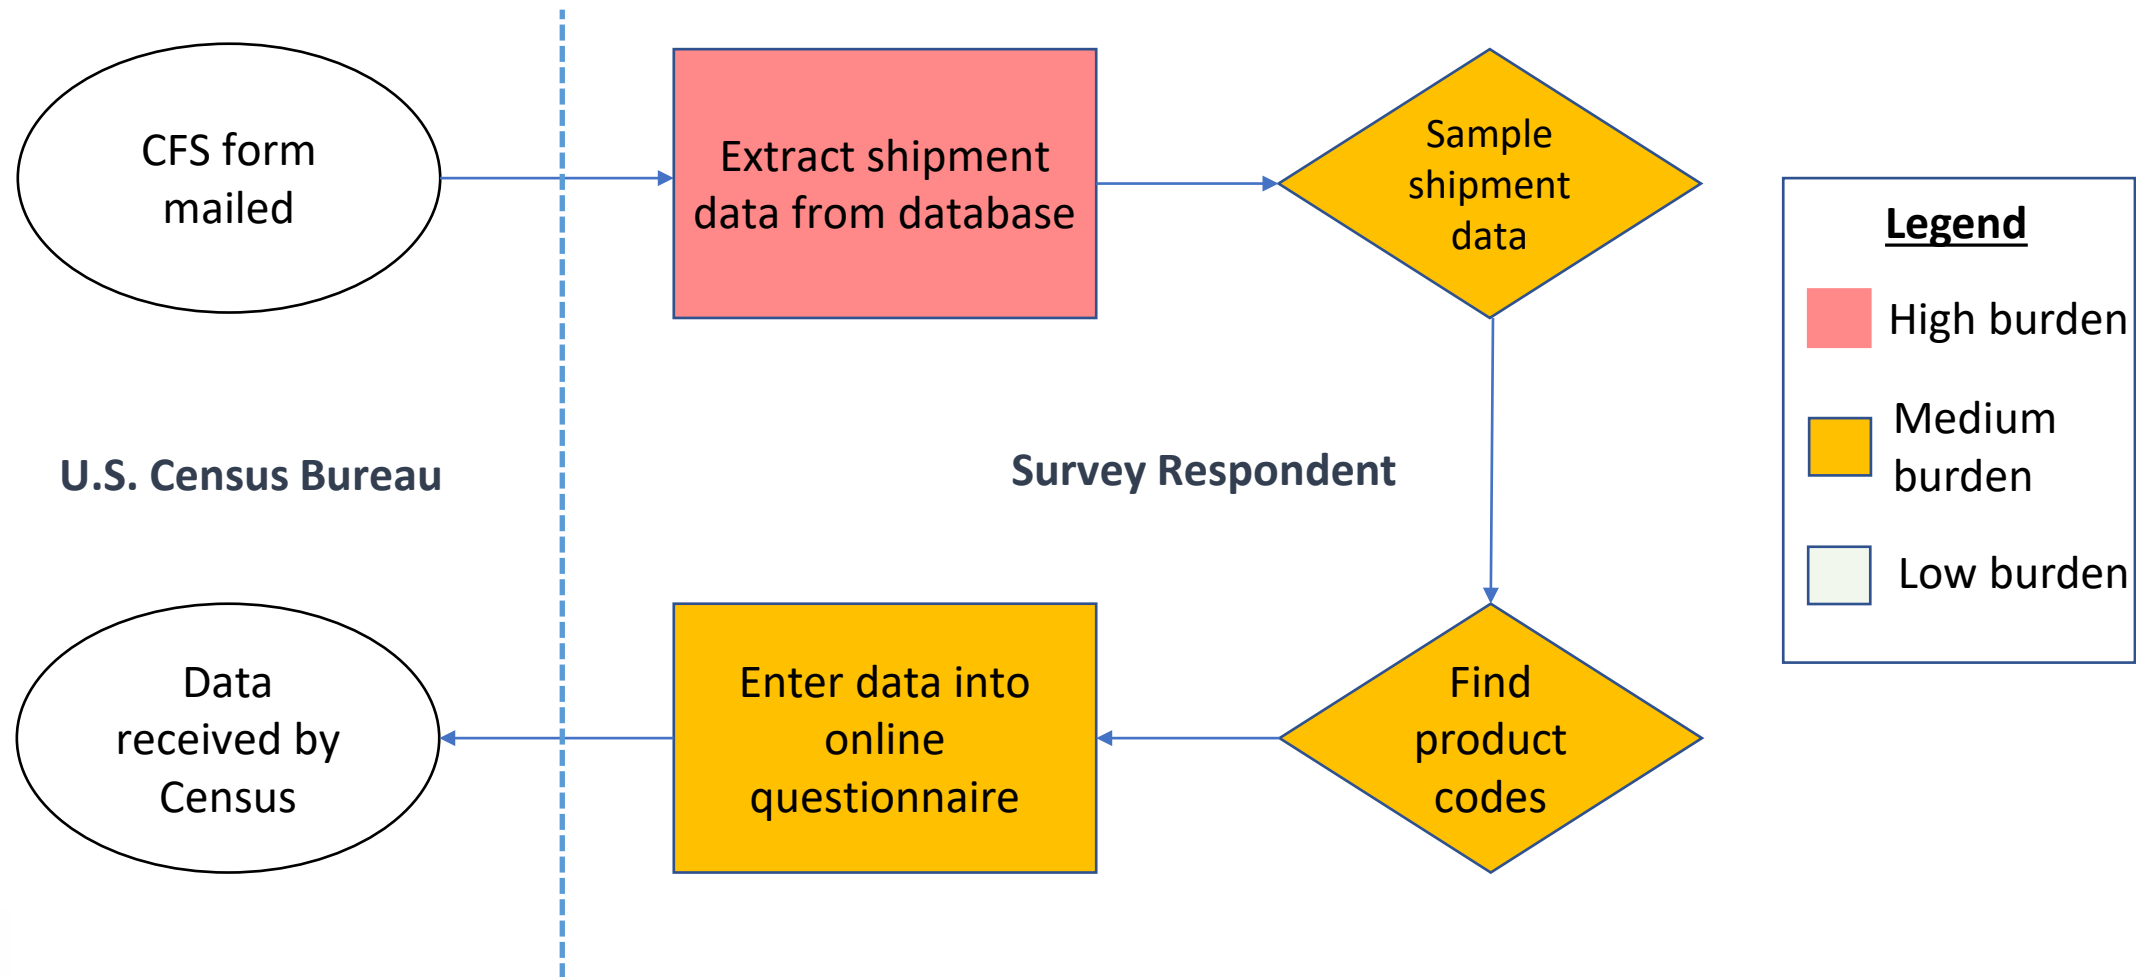 CFS form
mailed
Extract shipment
data from database
Sample
shipment
data
Legend
High burden
Medium
burden
Low burden
U.S. Census Bureau
Survey Respondent
Data
received by
Census
Enter data into
online
questionnaire
Find
product
codes